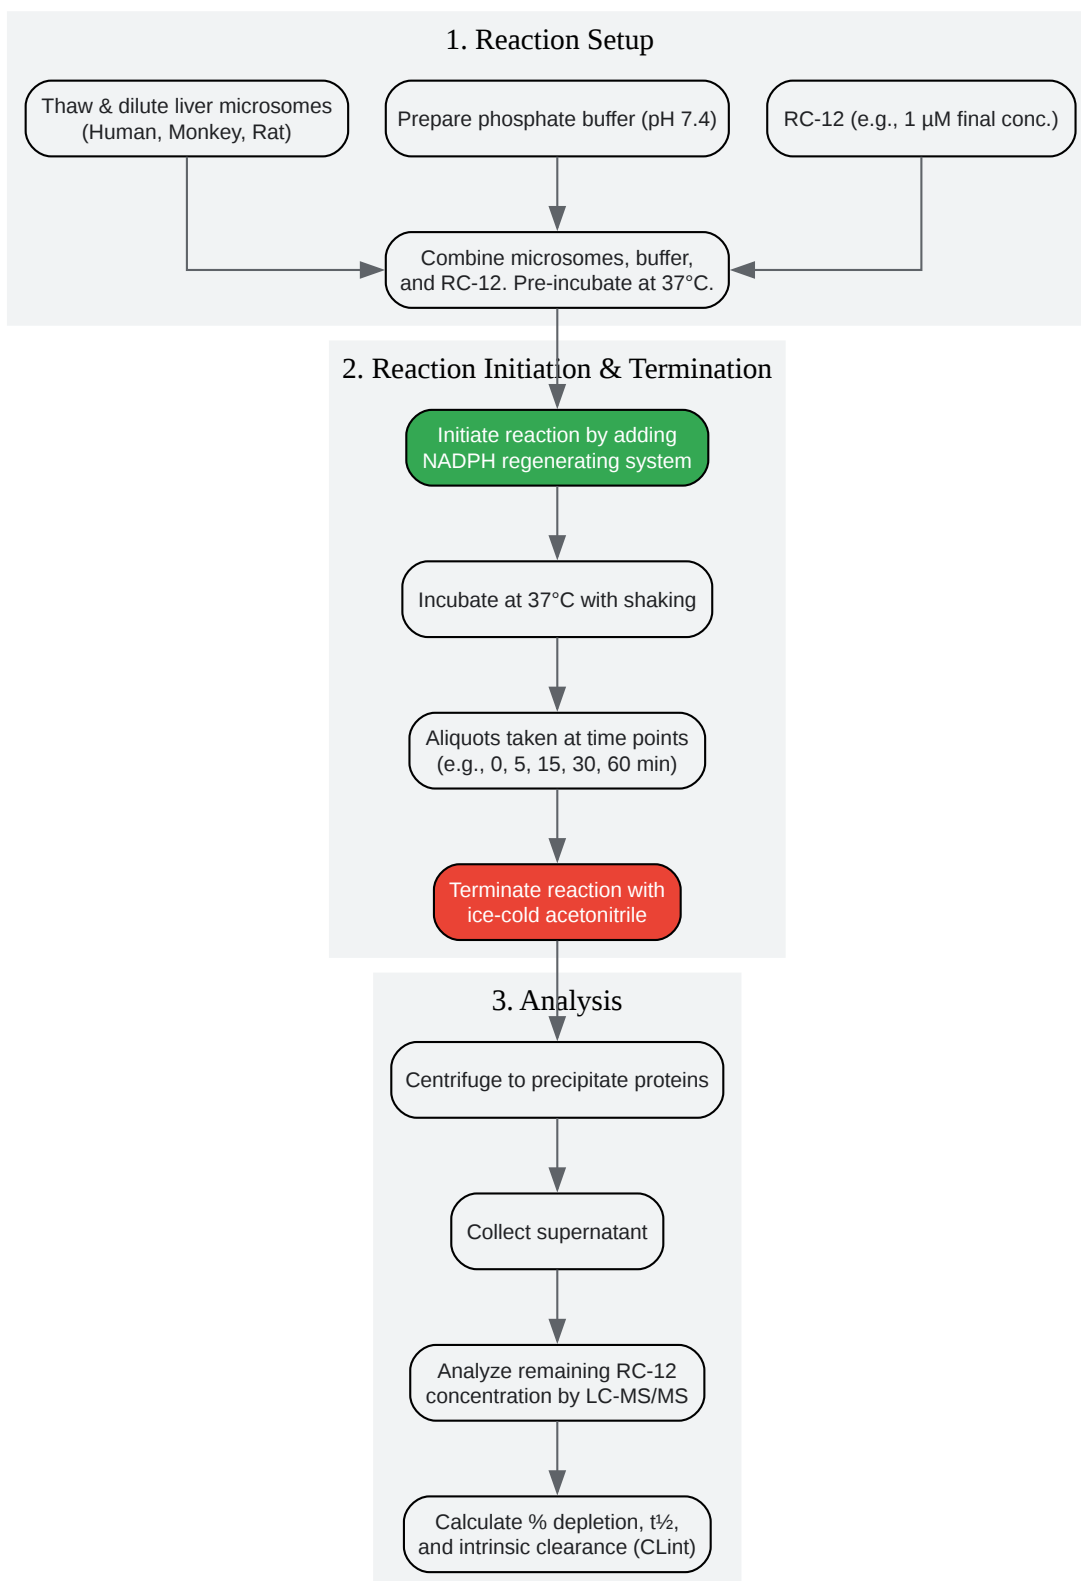 1. Reaction Setup
Thaw & dilute liver microsomes
(Human, Monkey, Rat)
Prepare phosphate buffer (pH 7.4)
RC-12 (e.g., 1 µM final conc.)
Combine microsomes, buffer,
and RC-12. Pre-incubate at 37°C.
2. Reaction Initiation & Termination
Initiate reaction by adding
NADPH regenerating system
Incubate at 37°C with shaking
Aliquots taken at time points
(e.g., 0, 5, 15, 30, 60 min)
Terminate reaction with
ice-cold acetonitrile
3. Analysis
Centrifuge to precipitate proteins
Collect supernatant
Analyze remaining RC-12
concentration by LC-MS/MS
Calculate % depletion, t½,
and intrinsic clearance (CLint)